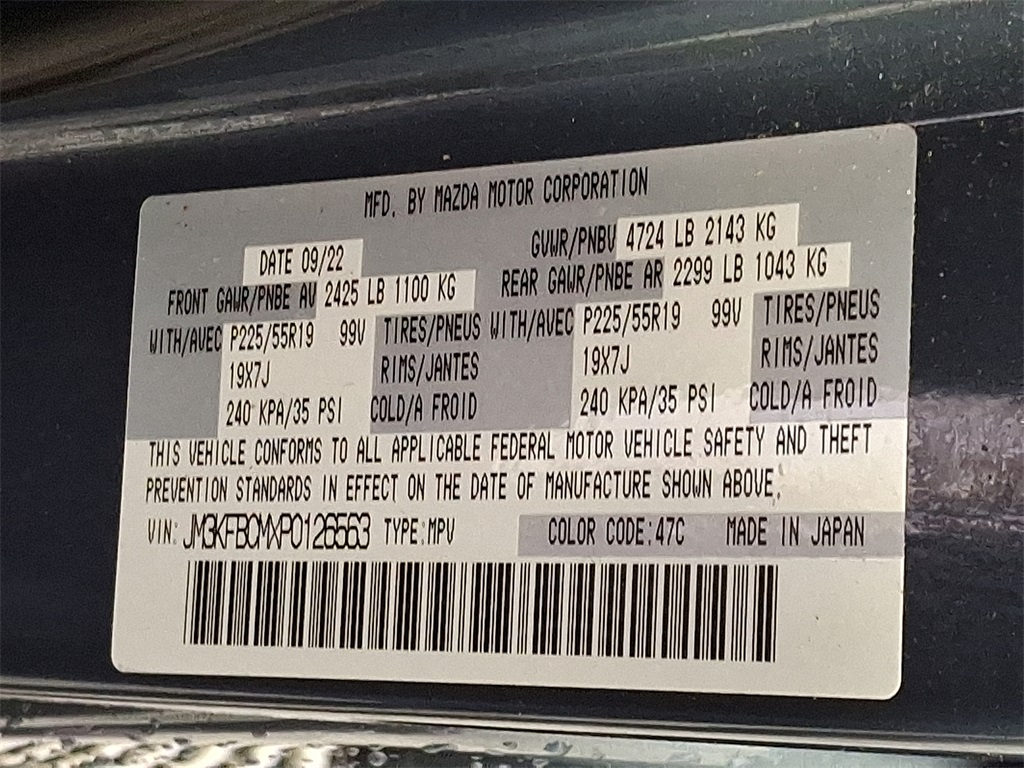 MFD. BY MAZDA MOTOR CORPORATION
DATE 09/22 GVWR/PNBV 4724 LB 2143 KG
FRONT GAWR/PNBE AV 2425 LB 1100 KG REAR GAWR/PNBE AR 2299 LB 1043 KG
WITH/AVEC P225/55R19 99V TIRES/PNEUS WITH/AVEC P225/55R19 99V TIRES/PNEUS
19X7J RIMS/JANTES 19X7J RIMS/JANTES
240 KPA/35 PSI COLD/A FROID 240 KPA/35 PSI COLD/A FROID
THIS VEHICLE CONFORMS TO ALL APPLICABLE FEDERAL MOTOR VEHICLE SAFETY AND THEFT
PREVENTION STANDARDS IN EFFECT ON THE DATE OF MANUFACTURE SHOWN ABOVE.
VIN: JM3KFBCMXP0126563 TYPE:MPV COLOR CODE:47C MADE IN JAPAN